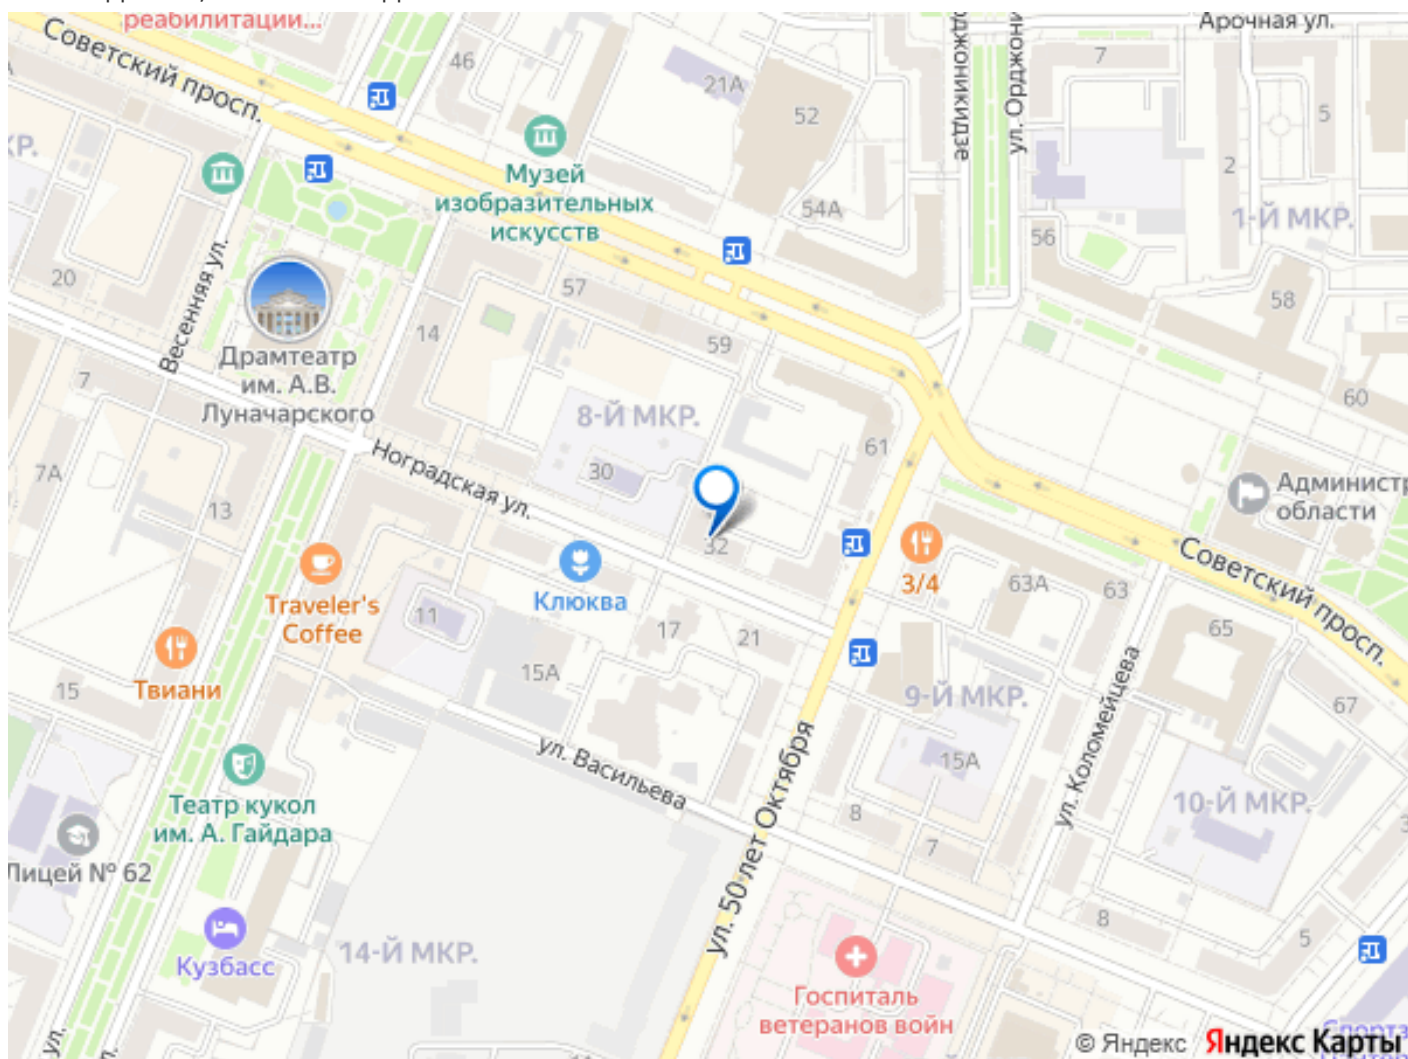 реабилитации...
Советский просп.
46
21А
52
Арочная ул.
7
5
2
ул. Орджони
Музей
изобразительных
искусств
54А
56
1-Й МКР.
КР.
20
Весенняя ул.
57
58
59
14
Драмтеатр
им. А.В.
Луначарского
7
60
8-Й МКР.
61
7А
Ноградская ул.
30
13
32
Админист
области
Советский просп.
Клюква
3/4
63А
63
Traveler's
Coffee
11
17
21
65
15А
15
Твиани
9-Й МКР.
67
ул. Коломейцева
ул. Васильева
15А
ул. 50 лет Октября
10-Й МКР.
8
7
Театр кукол
им. А. Гайдара
Лицей № 62
8
5
14-Й МКР.
Кузбасс
Госпиталь
ветеранов войн
ул.
© Яндекс Яндекс Карты